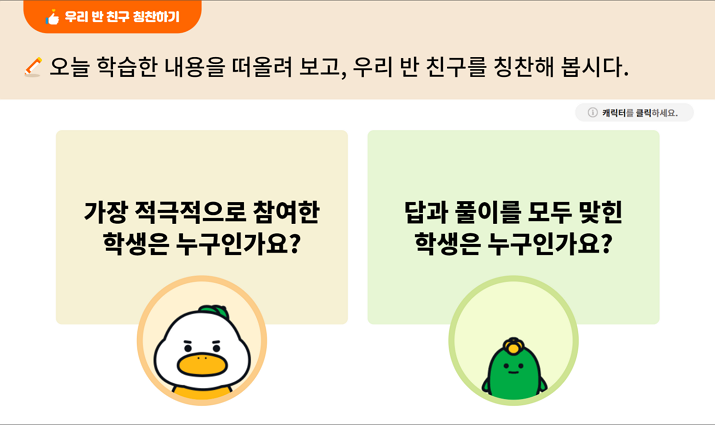 우리 반 친구 칭찬하기
오늘 학습한 내용을 떠올려 보고, 우리 반 친구를 칭찬해 봅시다.
캐릭터를 클릭하세요.
가장 적극적으로 참여한
학생은 누구인가요?
답과 풀이를 모두 맞힌
학생은 누구인가요?